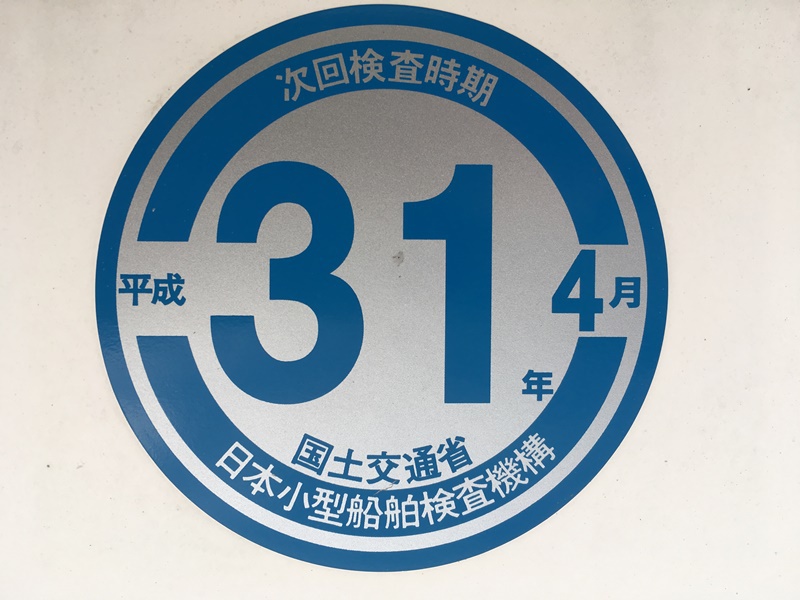 次回検査時期
平成
31
年
4月
国土交通省
日本小型船舶検査機構